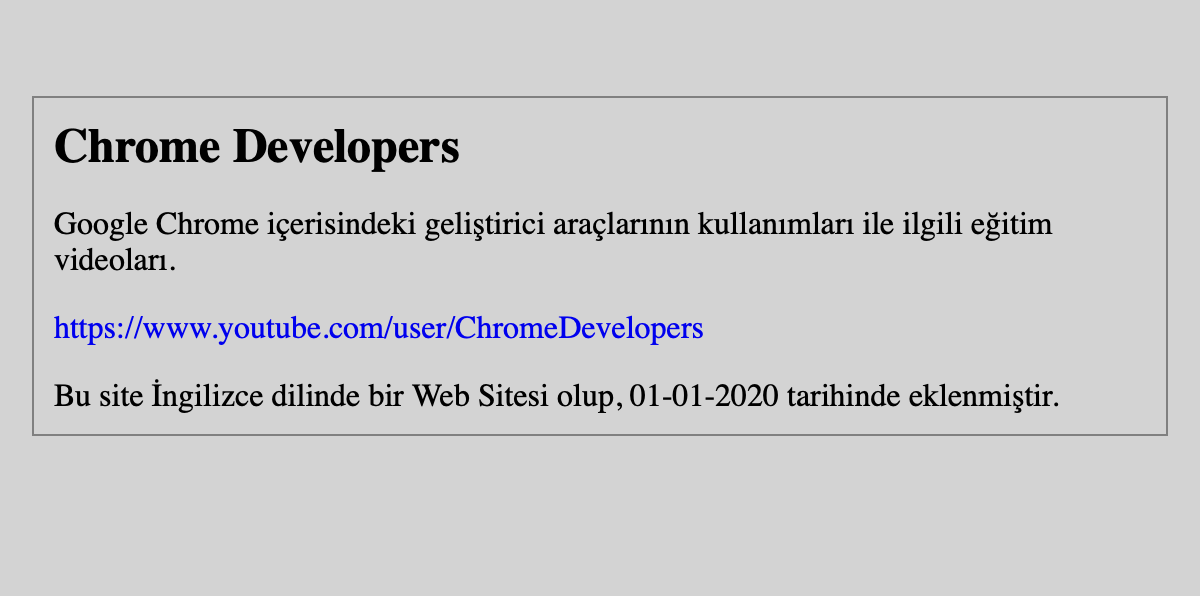 Chrome Developers
Google Chrome içerisindeki geliştirici araçlarının kullanımları ile ilgili eğitim
videoları.
https://www.youtube.com/user/ChromeDevelopers
Bu site İngilizce dilinde bir Web Sitesi olup, 01-01-2020 tarihinde eklenmiştir.